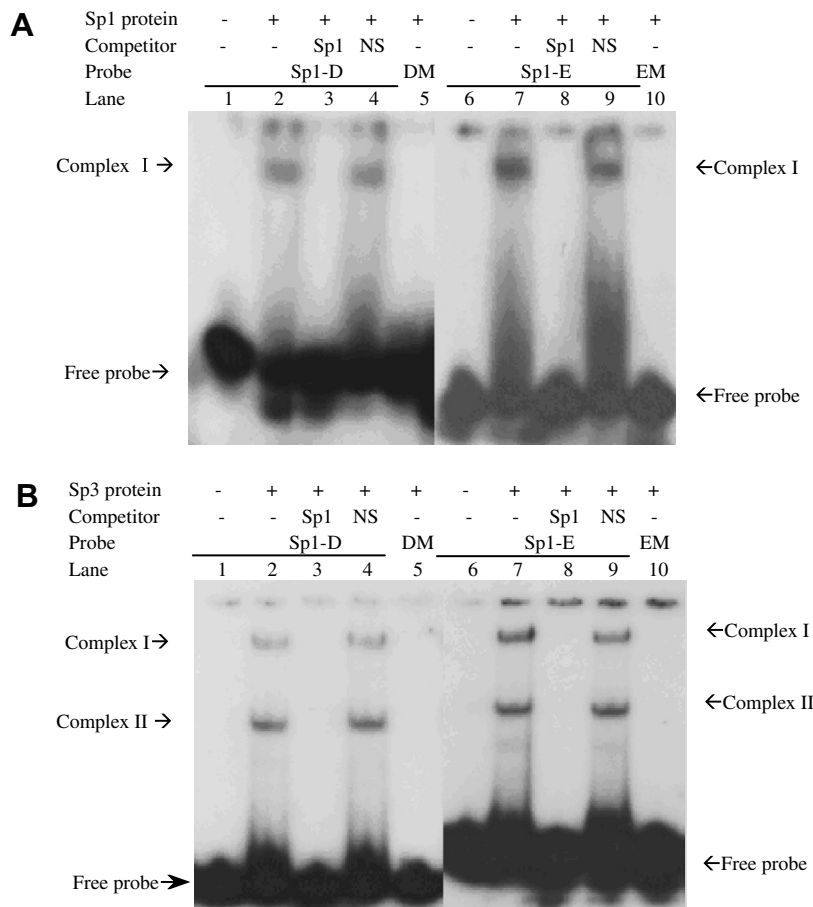 A
Sp1 protein - + + + + - + + + +
Competitor - - Sp1 NS - - - Sp1 NS -
Probe Sp1-D DM Sp1-E EM
Lane 1 2 3 4 5 6 7 8 9 10
Complex I → ←Complex I
Free probe→ ←Free probe
B
Sp3 protein - + + + + - + + + +
Competitor - - Sp1 NS - - - Sp1 NS -
Probe Sp1-D DM Sp1-E EM
Lane 1 2 3 4 5 6 7 8 9 10
Complex I→ ←Complex I
Complex II→ ←Complex II
Free probe→ ←Free probe